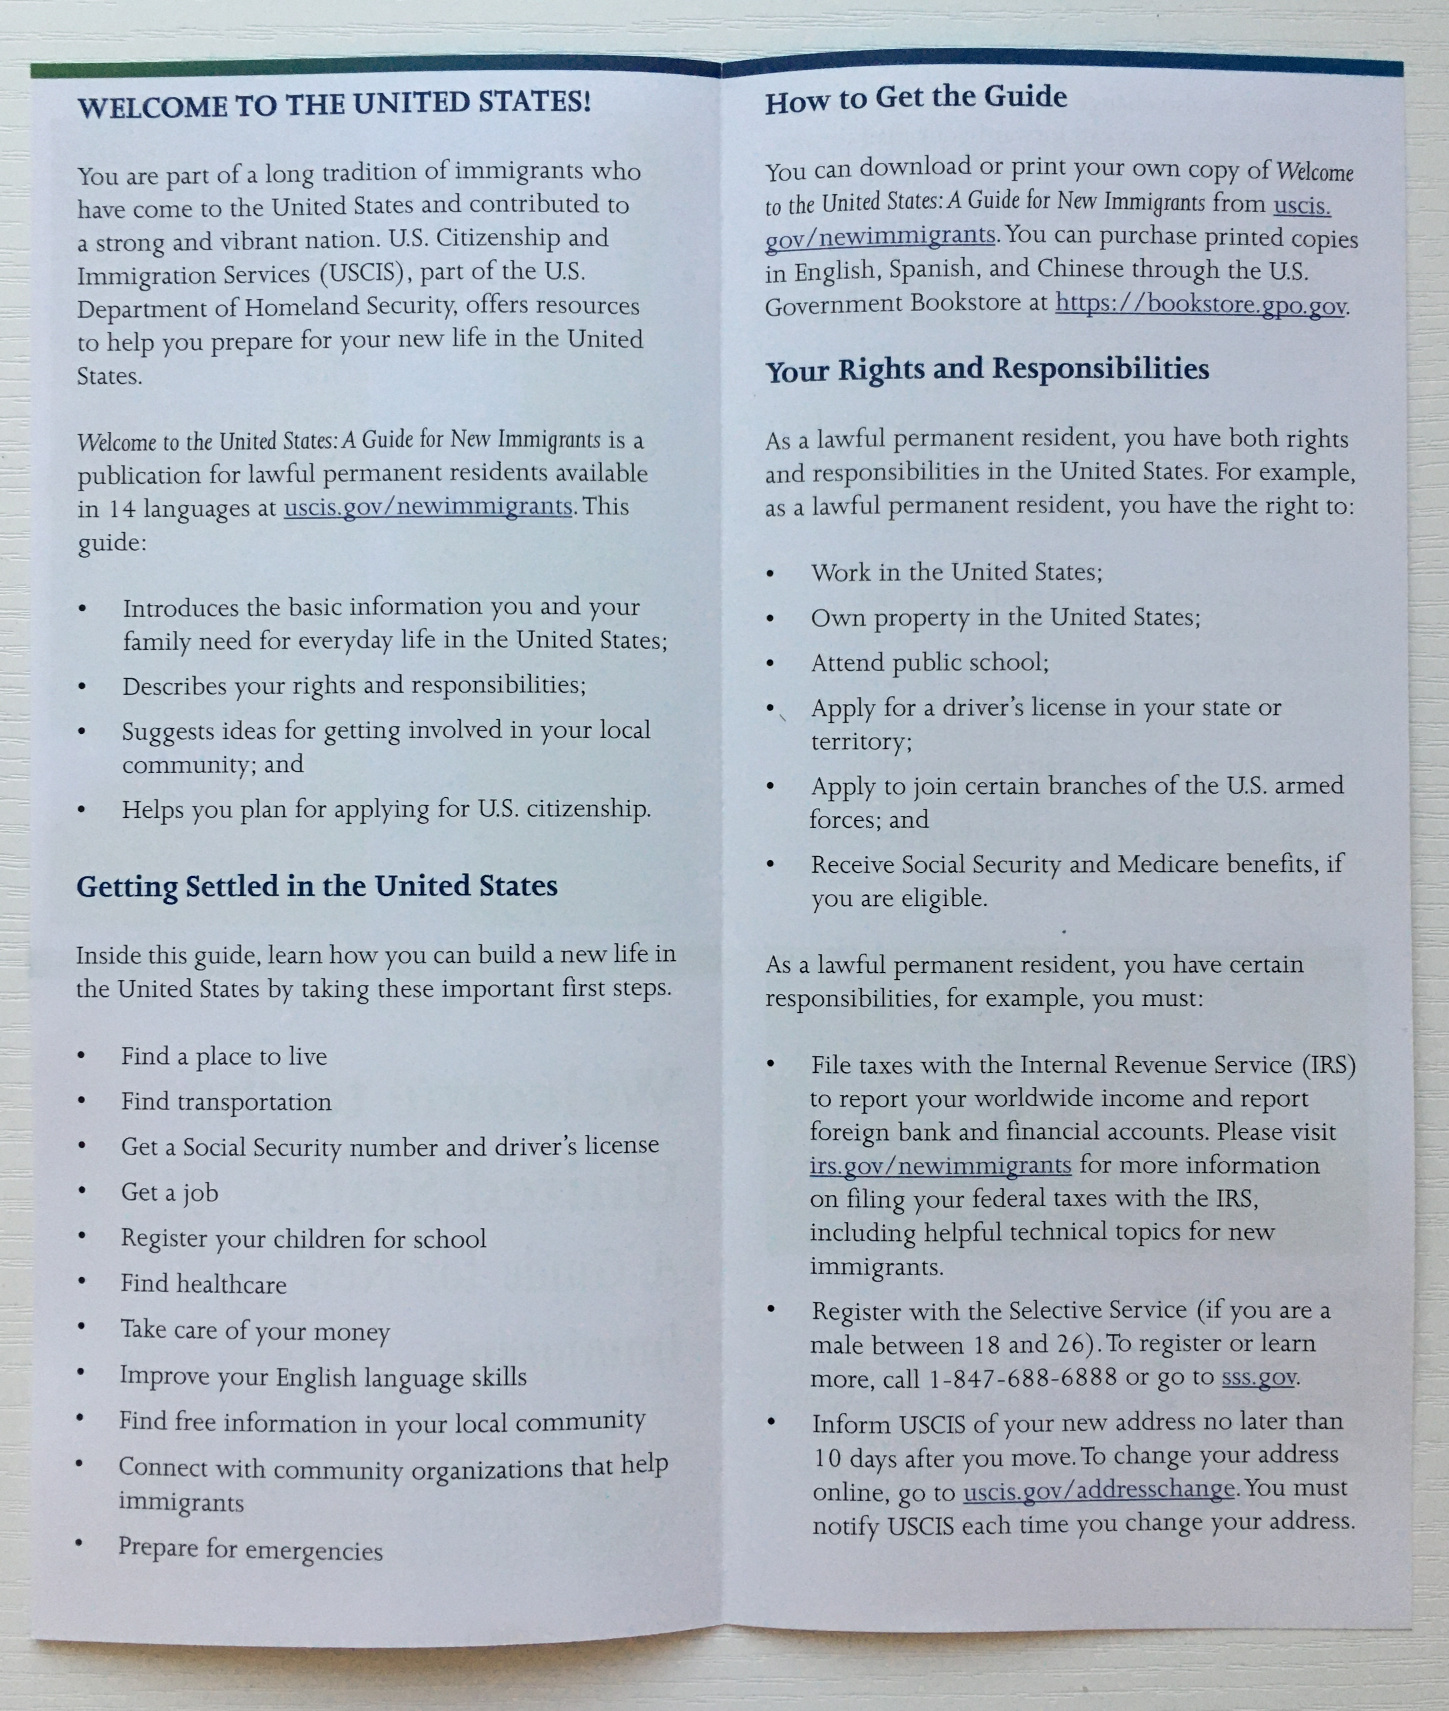 WELCOME TO THE UNITED STATES!
You are part of a long tradition of immigrants who
have come to the United States and contributed to
a strong and vibrant nation. U.S. Citizenship and
Immigration Services (USCIS), part of the U.S.
Department of Homeland Security, offers resources
to help you prepare for your new life in the United
States.
Welcome to the United States: A Guide for New Immigrants is a
publication for lawful permanent residents available
in 14 languages at uscis.gov/newimmigrants. This
guide:
• Introduces the basic information you and your
family need for everyday life in the United States;
• Describes your rights and responsibilities;
• Suggests ideas for getting involved in your local
community; and
• Helps you plan for applying for U.S. citizenship.
Getting Settled in the United States
Inside this guide, learn how you can build a new life in
the United States by taking these important first steps.
• Find a place to live
• Find transportation
• Get a Social Security number and driver's license
• Get a job
• Register your children for school
• Find healthcare
• Take care of your money
• Improve your English language skills
• Find free information in your local community
• Connect with community organizations that help
immigrants
• Prepare for emergencies
How to Get the Guide
You can download or print your own copy of Welcome
to the United States: A Guide for New Immigrants from uscis.
gov/newimmigrants. You can purchase printed copies
in English, Spanish, and Chinese through the U.S.
Government Bookstore at https://bookstore.gpo.gov.
Your Rights and Responsibilities
As a lawful permanent resident, you have both rights
and responsibilities in the United States. For example,
as a lawful permanent resident, you have the right to:
• Work in the United States;
• Own property in the United States;
• Attend public school;
• Apply for a driver's license in your state or
territory;
• Apply to join certain branches of the U.S. armed
forces; and
• Receive Social Security and Medicare benefits, if
you are eligible.
As a lawful permanent resident, you have certain
responsibilities, for example, you must:
• File taxes with the Internal Revenue Service (IRS)
to report your worldwide income and report
foreign bank and financial accounts. Please visit
irs.gov/newimmigrants for more information
on filing your federal taxes with the IRS,
including helpful technical topics for new
immigrants.
• Register with the Selective Service (if you are a
male between 18 and 26). To register or learn
more, call 1-847-688-6888 or go to sss.gov.
• Inform USCIS of your new address no later than
10 days after you move. To change your address
online, go to uscis.gov/addresschange. You must
notify USCIS each time you change your address.